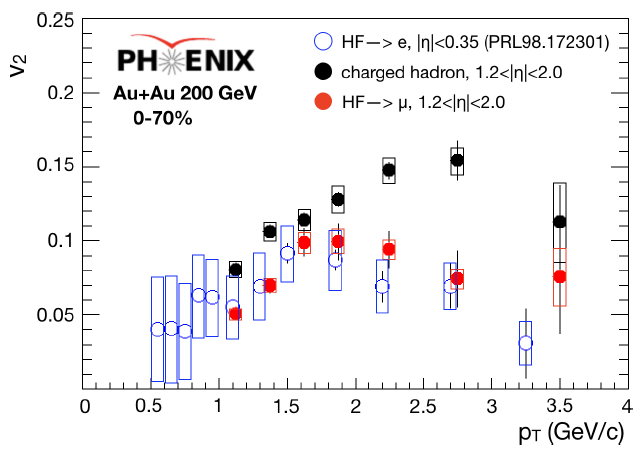 PHENIX
Au+Au 200 GeV
0-70%
HF—> e, |η|<0.35 (PRL98.172301)
charged hadron, 1.2<|η|<2.0
HF—> μ, 1.2<|η|<2.0
v2
0.25
0.2
0.15
0.1
0.05
0 0.5 1 1.5 2 2.5 3 3.5 4
pT (GeV/c)